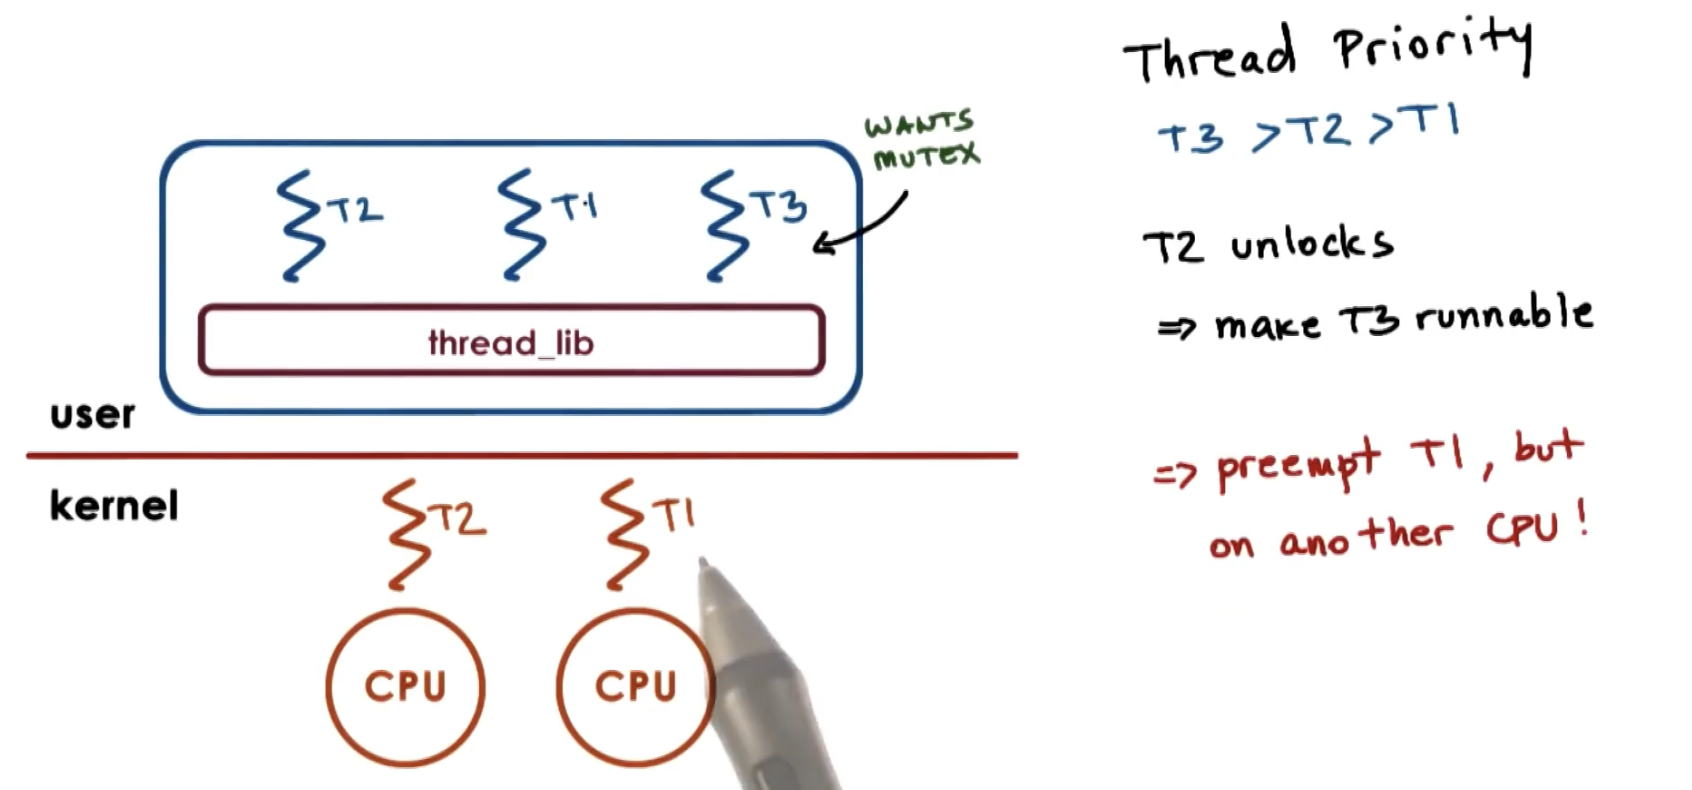 Thread Priority
T3 > T2 > T1
WANTS
MUTEX
T2
T1
T3
T2 unlocks
⇒ make T3 runnable
thread_lib
user
⇒ preempt T1, but
on another CPU!
kernel
T2
T1
CPU
CPU